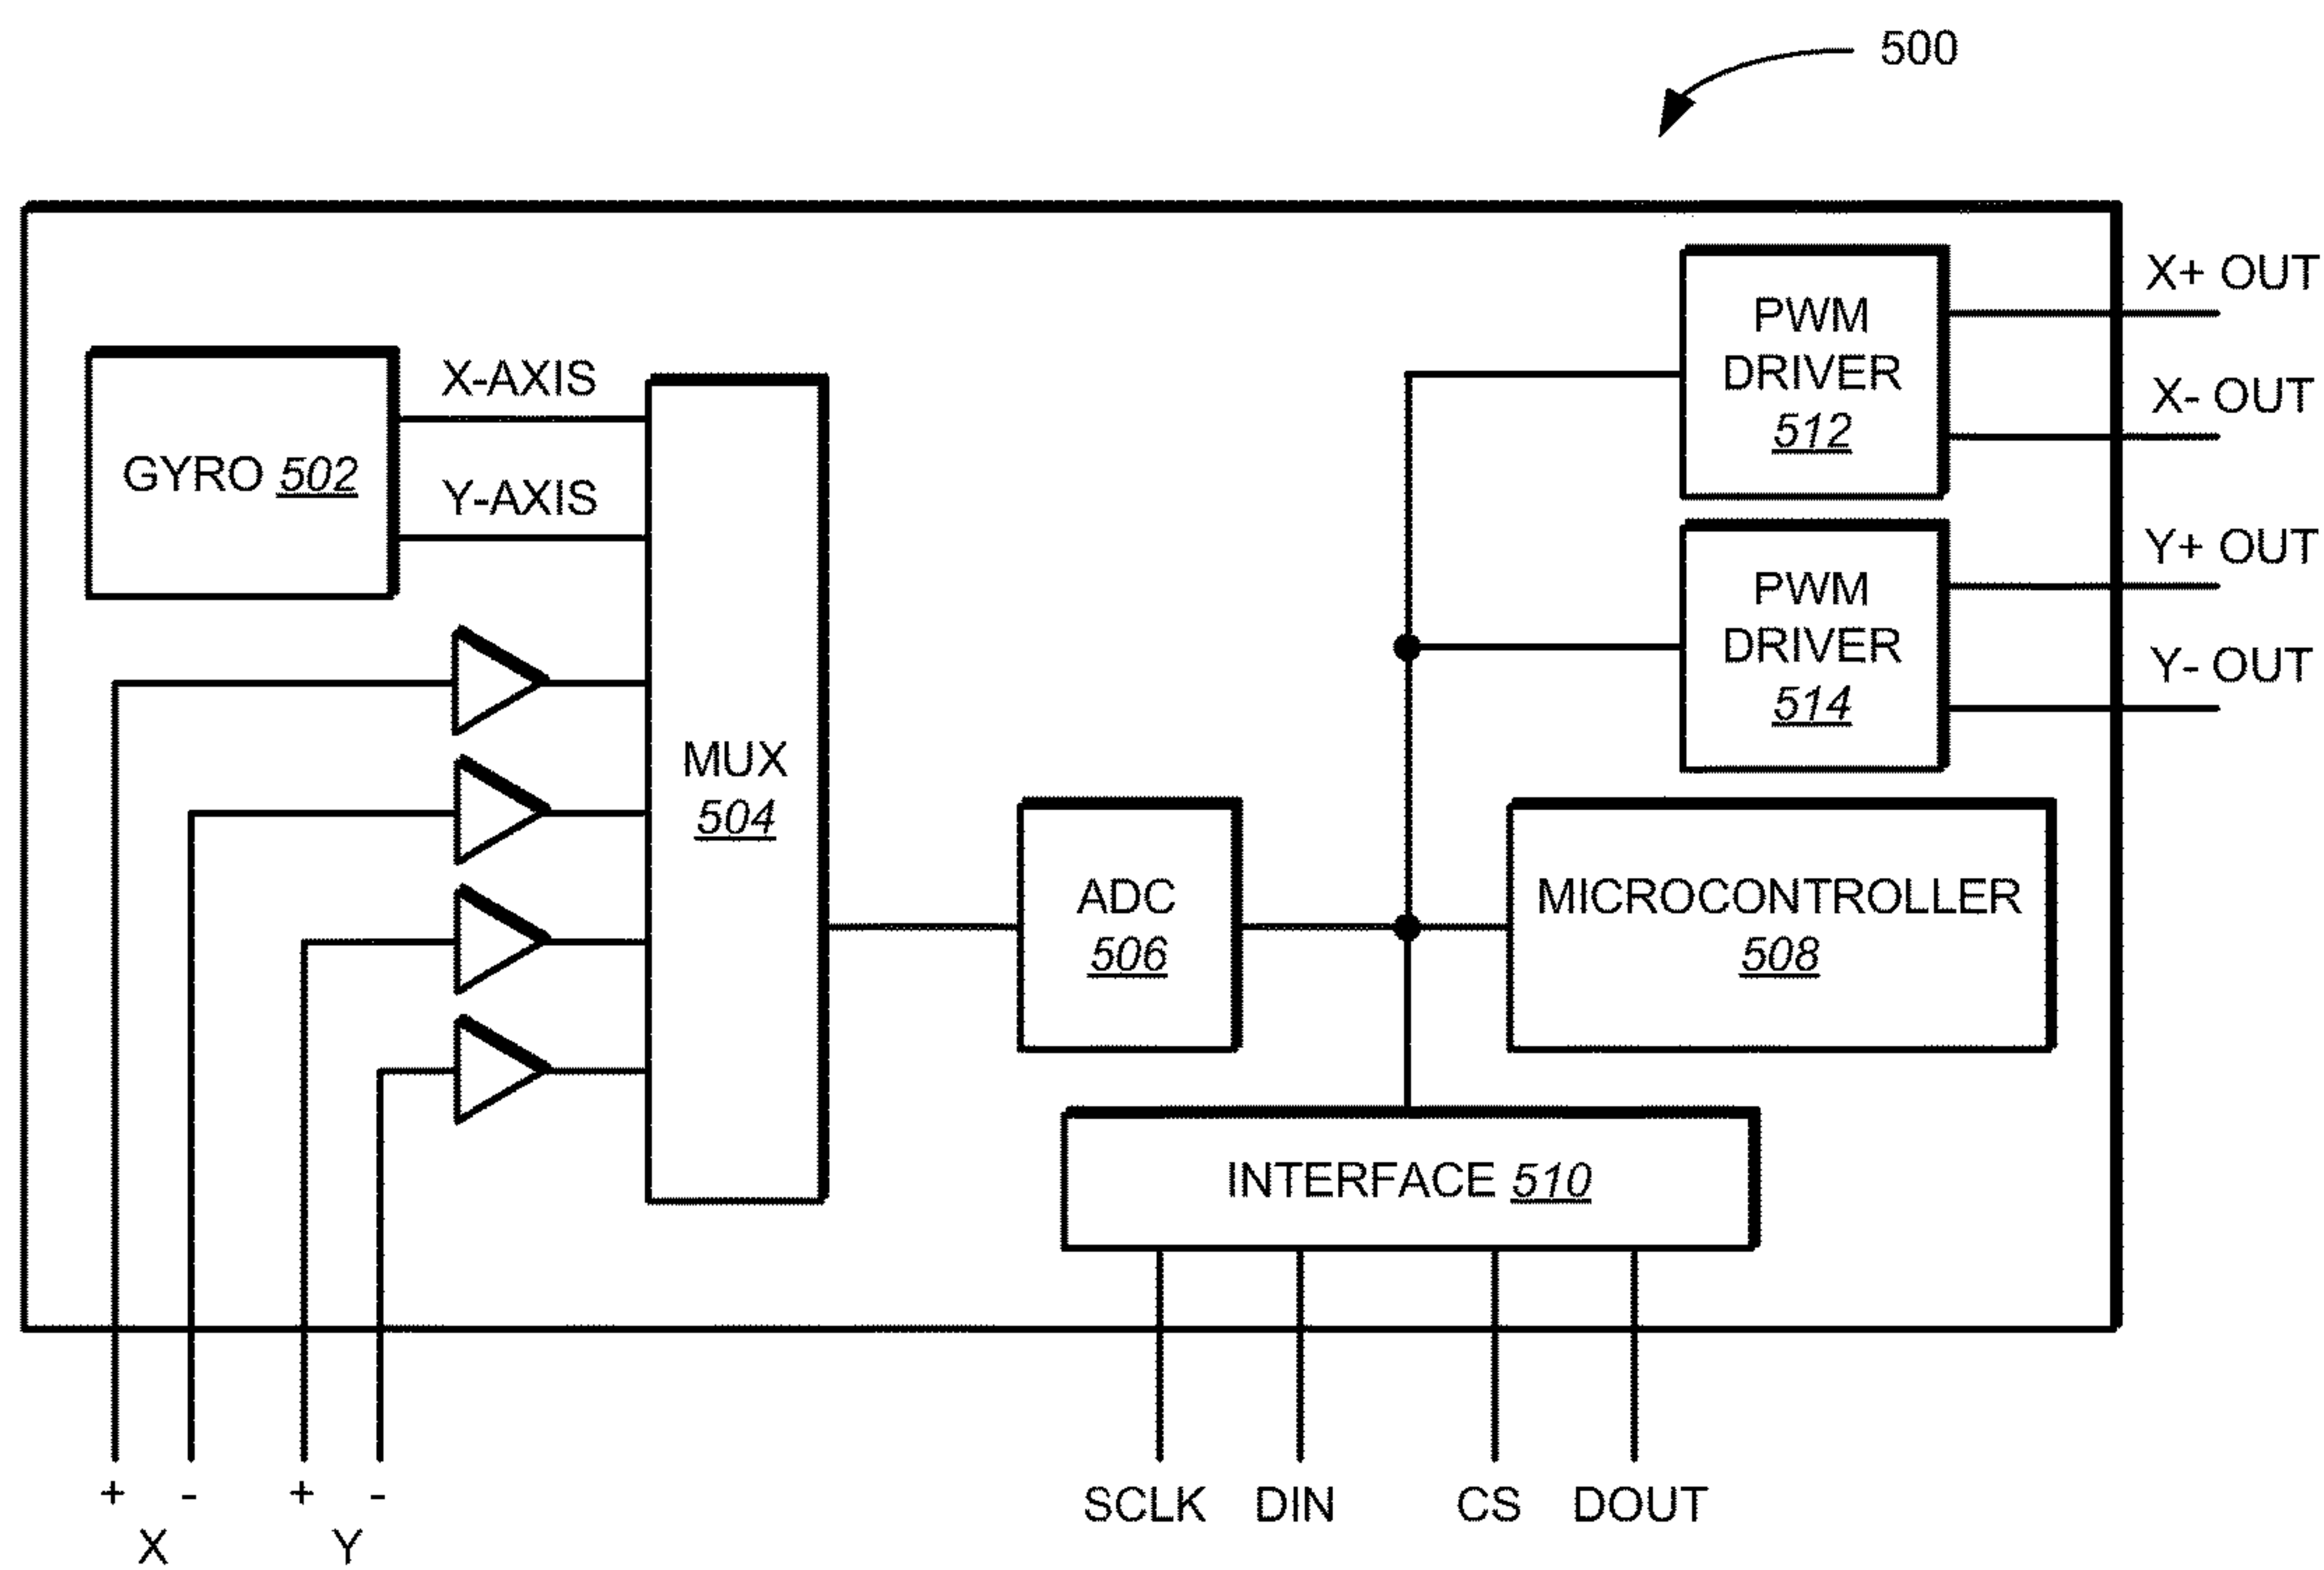 500
X+ OUT
PWM
DRIVER
512
X- OUT
X-AXIS
GYRO 502
Y-AXIS
Y+ OUT
PWM
DRIVER
514
Y- OUT
MUX
504
ADC
506
MICROCONTROLLER
508
INTERFACE 510
+ - + -
X Y
SCLK DIN CS DOUT